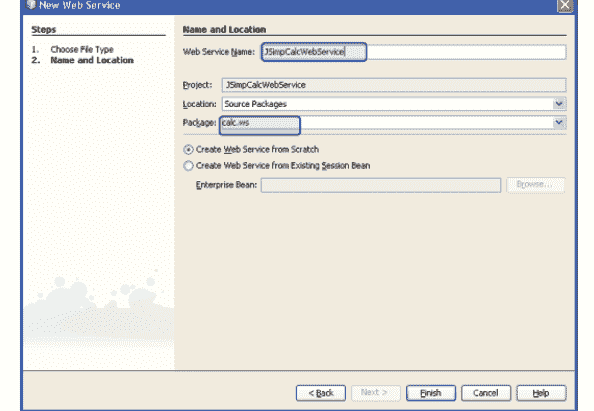 New Web Service
Steps
1. Choose File Type
2. Name and Location
Name and Location
Web Service Name: JSimpCalcWebService
Project: JSimpCalcWebService
Location: Source Packages
Package: calc.ws
Create Web Service from Scratch
Create Web Service from Existing Session Bean
Enterprise Bean: Browse...
< Back Next > Finish Cancel Help